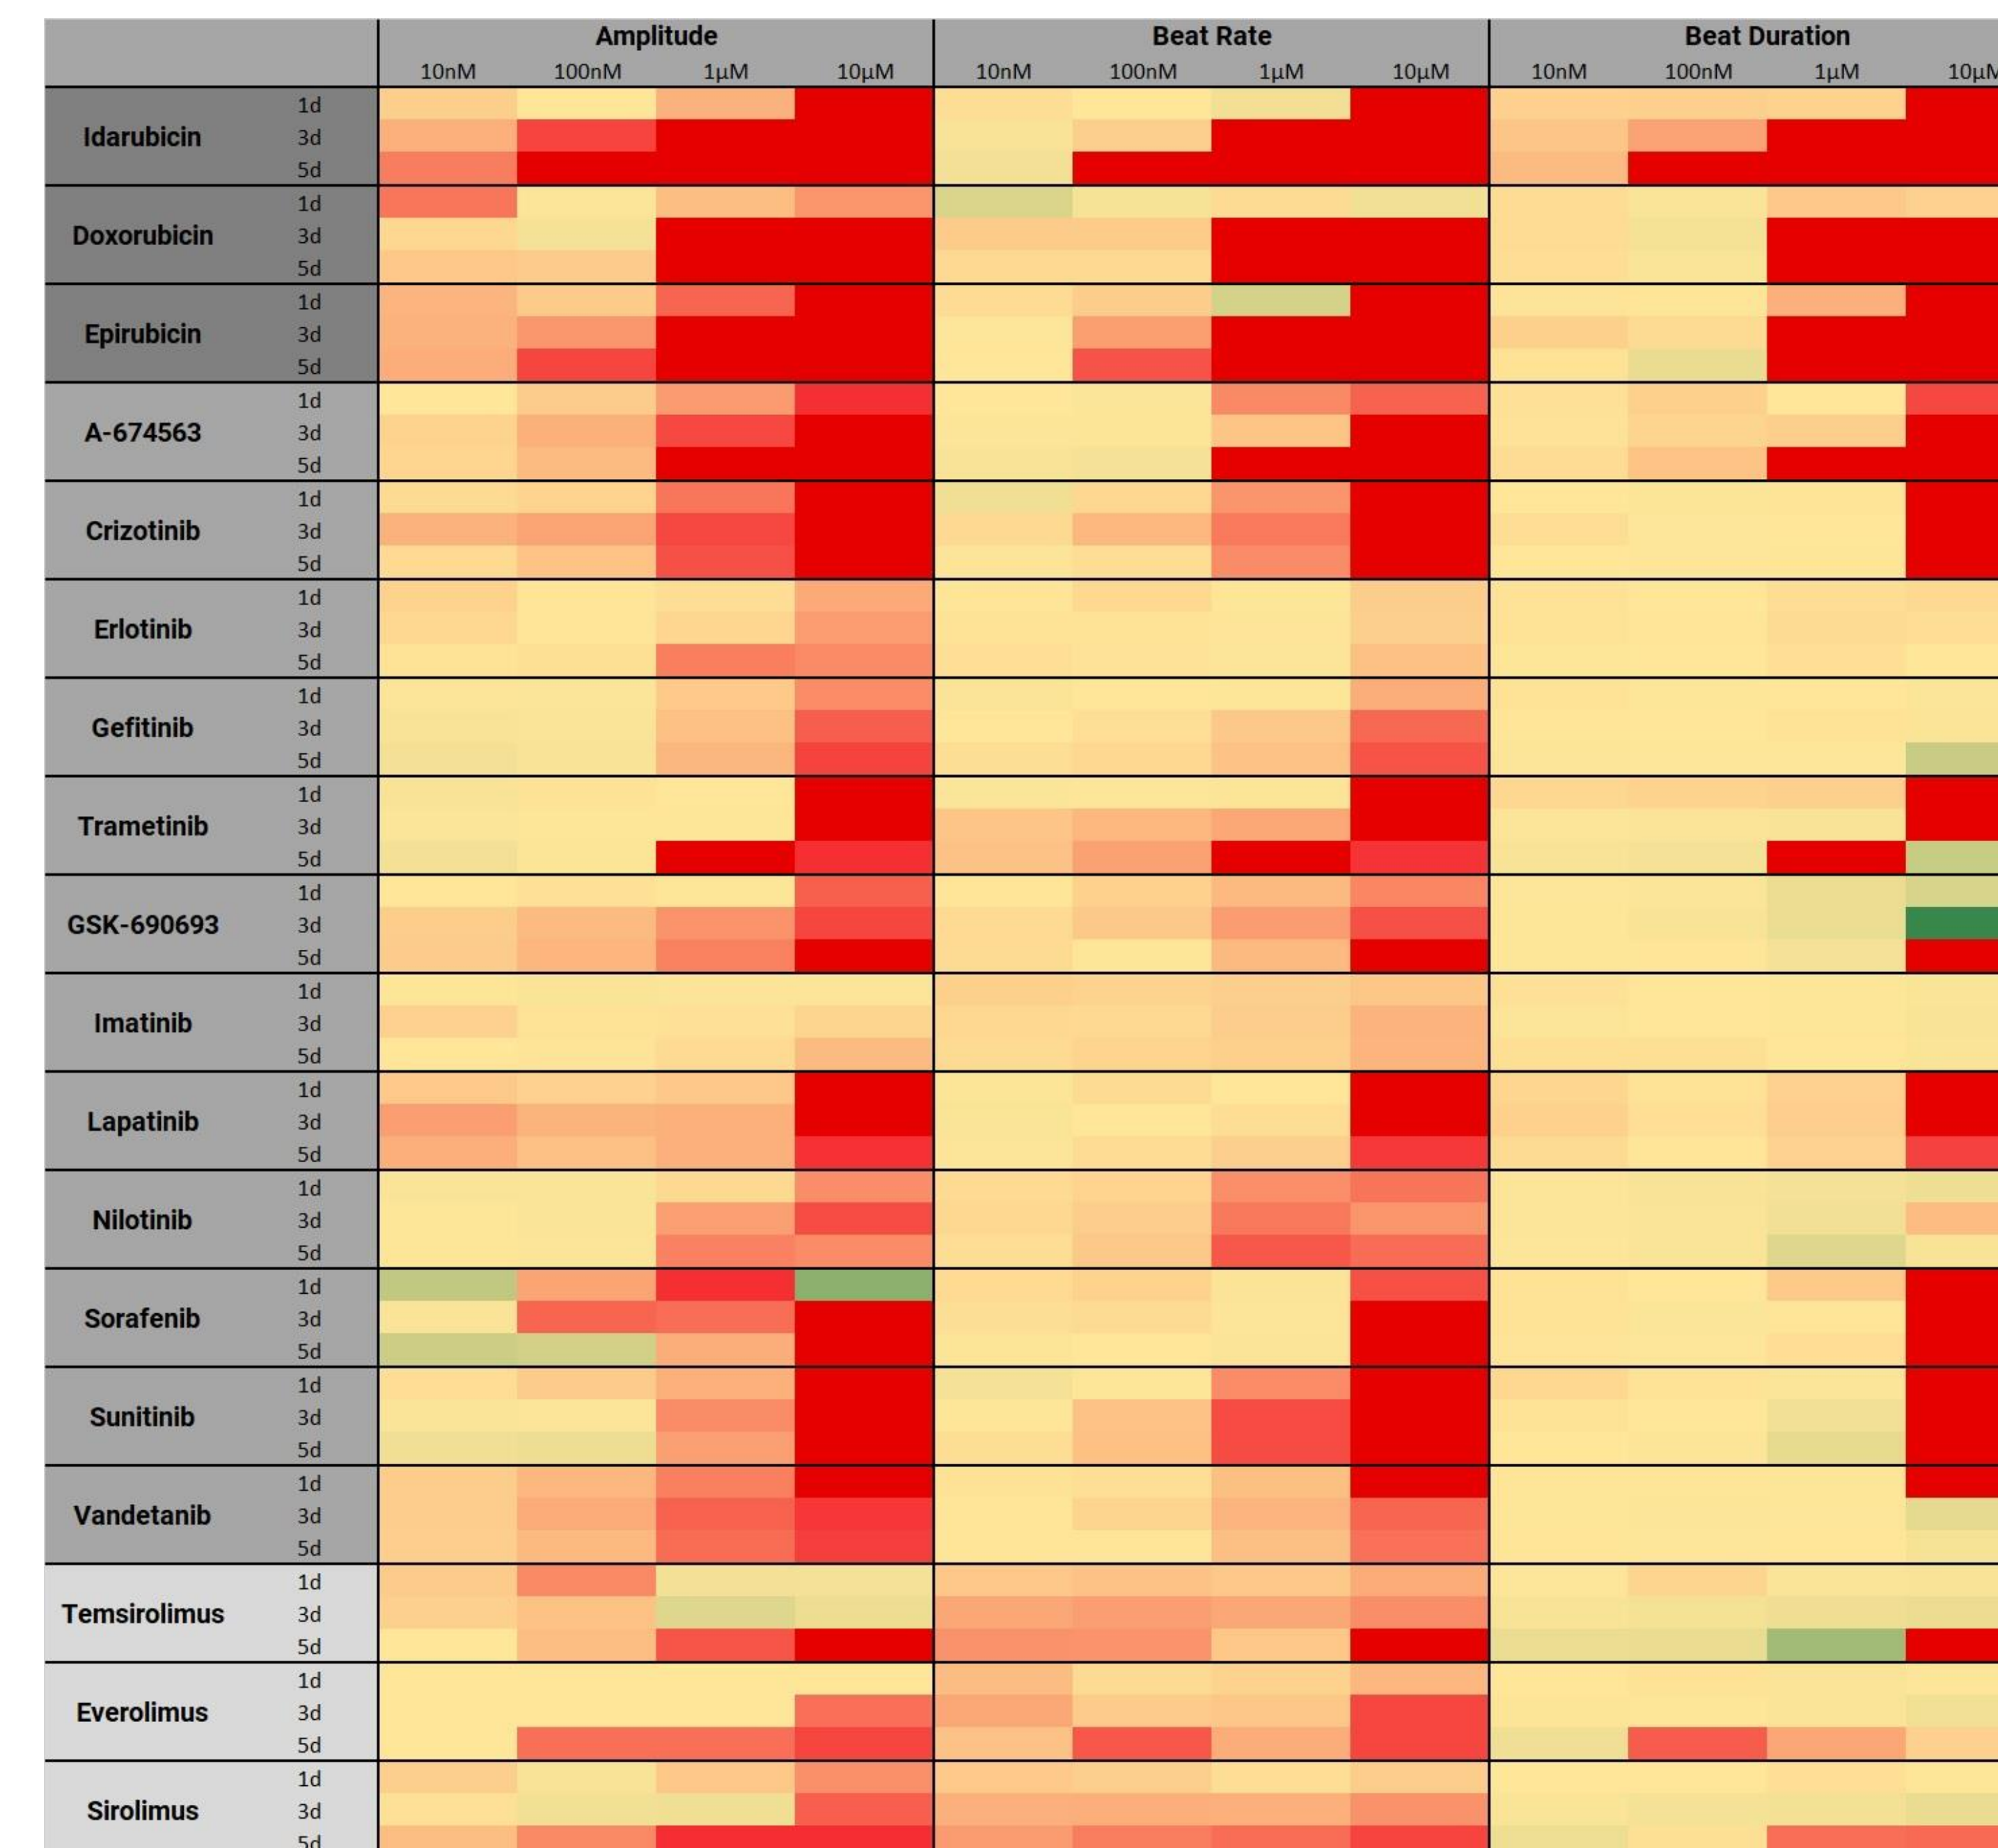 Amplitude Beat Rate Beat Duration
10nM 100nM 1μM 10μM 10nM 100nM 1μM 10μM 10nM 100nM 1μM 10μM
1d
Idarubicin 3d
5d
1d
Doxorubicin 3d
5d
1d
Epirubicin 3d
5d
1d
A-674563 3d
5d
1d
Crizotinib 3d
5d
1d
Erlotinib 3d
5d
1d
Gefitinib 3d
5d
1d
Trametinib 3d
5d
1d
GSK-690693 3d
5d
1d
Imatinib 3d
5d
1d
Lapatinib 3d
5d
1d
Nilotinib 3d
5d
1d
Sorafenib 3d
5d
1d
Sunitinib 3d
5d
1d
Vandetanib 3d
5d
1d
Temsirolimus 3d
5d
1d
Everolimus 3d
5d
1d
Sirolimus 3d
5d